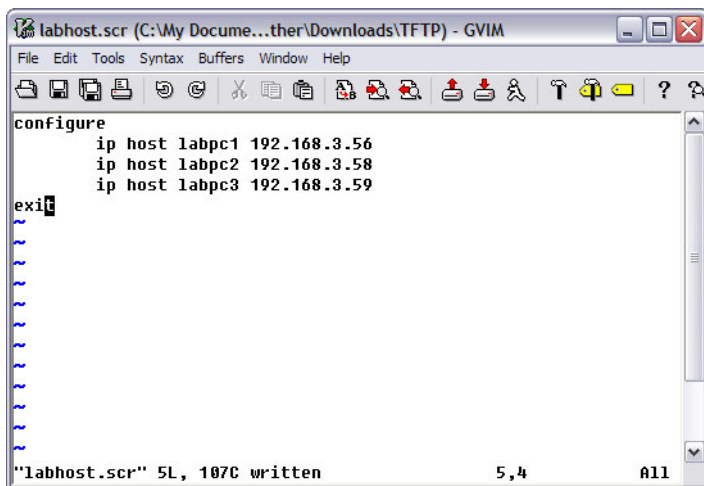 labhost.scr (C:\My Docume...ther\Downloads\TFTP) - GVIM
File Edit Tools Syntax Buffers Window Help
configure
        ip host labpc1 192.168.3.56
        ip host labpc2 192.168.3.58
        ip host labpc3 192.168.3.59
exit
~
~
~
~
~
~
~
~
~
~
~
~
"labhost.scr" 5L, 107C written 5,4 All